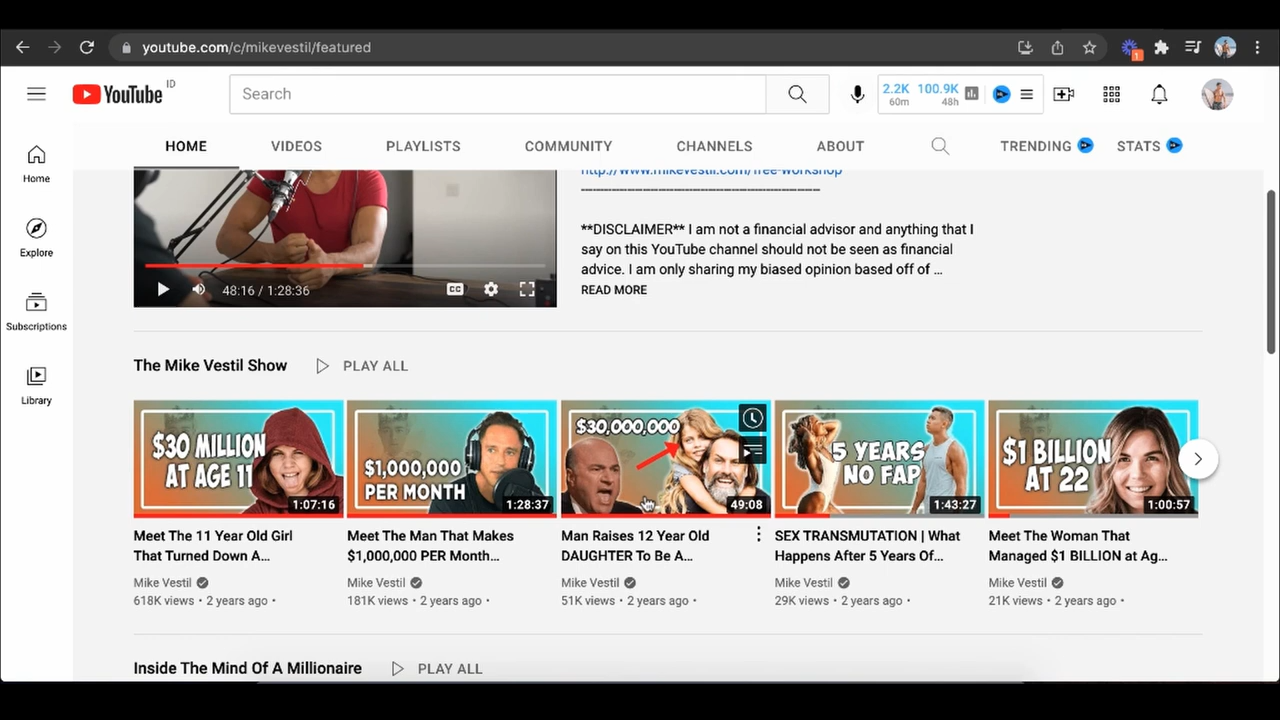 youtube.com/c/mikevestil/featured
1
YouTube ID
Search
2.2K 100.9K
60m 48h
HOME VIDEOS PLAYLISTS COMMUNITY CHANNELS ABOUT TRENDING STATS
Home
Explore
Subscriptions
Library
http://www.mikevestil.com/free-workshop
**DISCLAIMER** I am not a financial advisor and anything that I
say on this YouTube channel should not be seen as financial
advice. I am only sharing my biased opinion based off of ...
READ MORE
48:16 / 1:28:36
CC
The Mike Vestil Show PLAY ALL
$30 MILLION
AT AGE 11
1:07:16
Meet The 11 Year Old Girl
That Turned Down A...
Mike Vestil
618K views • 2 years ago •
$1,000,000
PER MONTH
1:28:37
Meet The Man That Makes
$1,000,000 PER Month...
Mike Vestil
181K views • 2 years ago •
$30,000,000
49:08
Man Raises 12 Year Old
DAUGHTER To Be A...
Mike Vestil
51K views • 2 years ago •
5 YEARS
NO FAP
1:43:27
SEX TRANSMUTATION | What
Happens After 5 Years Of...
Mike Vestil
29K views • 2 years ago •
$1 BILLION
AT 22
1:00:57
Meet The Woman That
Managed $1 BILLION at Ag...
Mike Vestil
21K views • 2 years ago •
Inside The Mind Of A Millionaire PLAY ALL